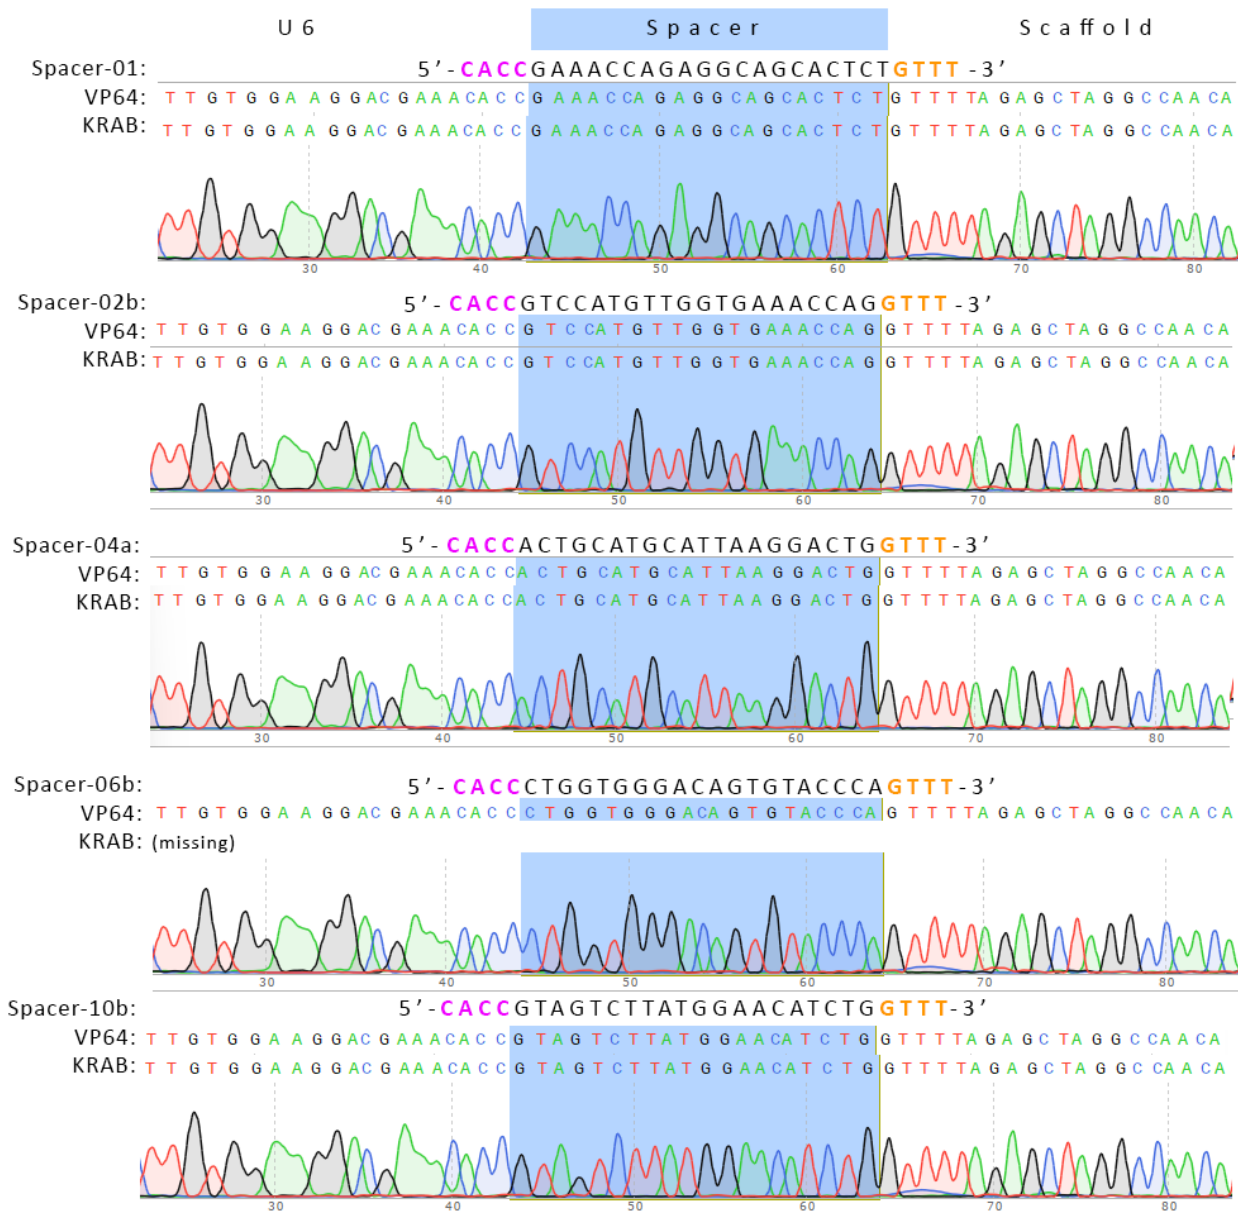 U6 Spacer Scaffold
Spacer-01: 5’-CACCGAAACCAGAGGCAGCACTCTGTTT-3’
VP64: TTGTGGAAGGACGAAACACCGAAACCAGAGGCAGCACTCTGTTTTAGAGCTAGGCCAACA
KRAB: TTGTGGAAGGACGAAACACCGAAACCAGAGGCAGCACTCTGTTTTAGAGCTAGGCCAACA
30 40 50 60 70 80
Spacer-02b: 5’-CACCGTCCATGTTGGTGAAACCAGGTTT-3’
VP64: TTGTGGAAGGACGAAACACCGTCCATGTTGGTGAAACCAGGTTTTAGAGCTAGGCCAACA
KRAB: TTGTGGAAGGACGAAACACCGTCCATGTTGGTGAAACCAGGTTTTAGAGCTAGGCCAACA
30 40 50 60 70 80
Spacer-04a: 5’-CACCACTGCATGCATTAAGGACTGGTTT-3’
VP64: TTGTGGAAGGACGAAACACCACTGCATGCATTAAGGACTGGTTTTAGAGCTAGGCCAACA
KRAB: TTGTGGAAGGACGAAACACCACTGCATGCATTAAGGACTGGTTTTAGAGCTAGGCCAACA
30 40 50 60 70 80
Spacer-06b: 5’-CACCCTGGTGGGACAGTGTACCCAGTTT-3’
VP64: TTGTGGAAGGACGAAACACCCTGGTGGGACAGTGTACCCAGTTTTAGAGCTAGGCCAACA
KRAB: (missing)
30 40 50 60 70 80
Spacer-10b: 5’-CACCGTAGTCTTATGGAACATCTGGTTT-3’
VP64: TTGTGGAAGGACGAAACACCGTAGTCTTATGGAACATCTGGTTTTAGAGCTAGGCCAACA
KRAB: TTGTGGAAGGACGAAACACCGTAGTCTTATGGAACATCTGGTTTTAGAGCTAGGCCAACA
30 40 50 60 70 80